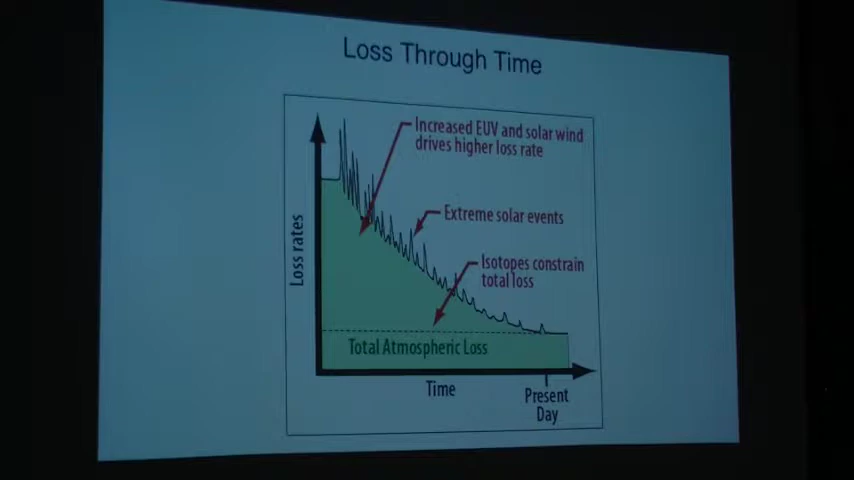 Loss Through Time
Increased EUV and solar wind
drives higher loss rate
Extreme solar events
Isotopes constrain
total loss
Loss rates
Total Atmospheric Loss
Time
Present
Day